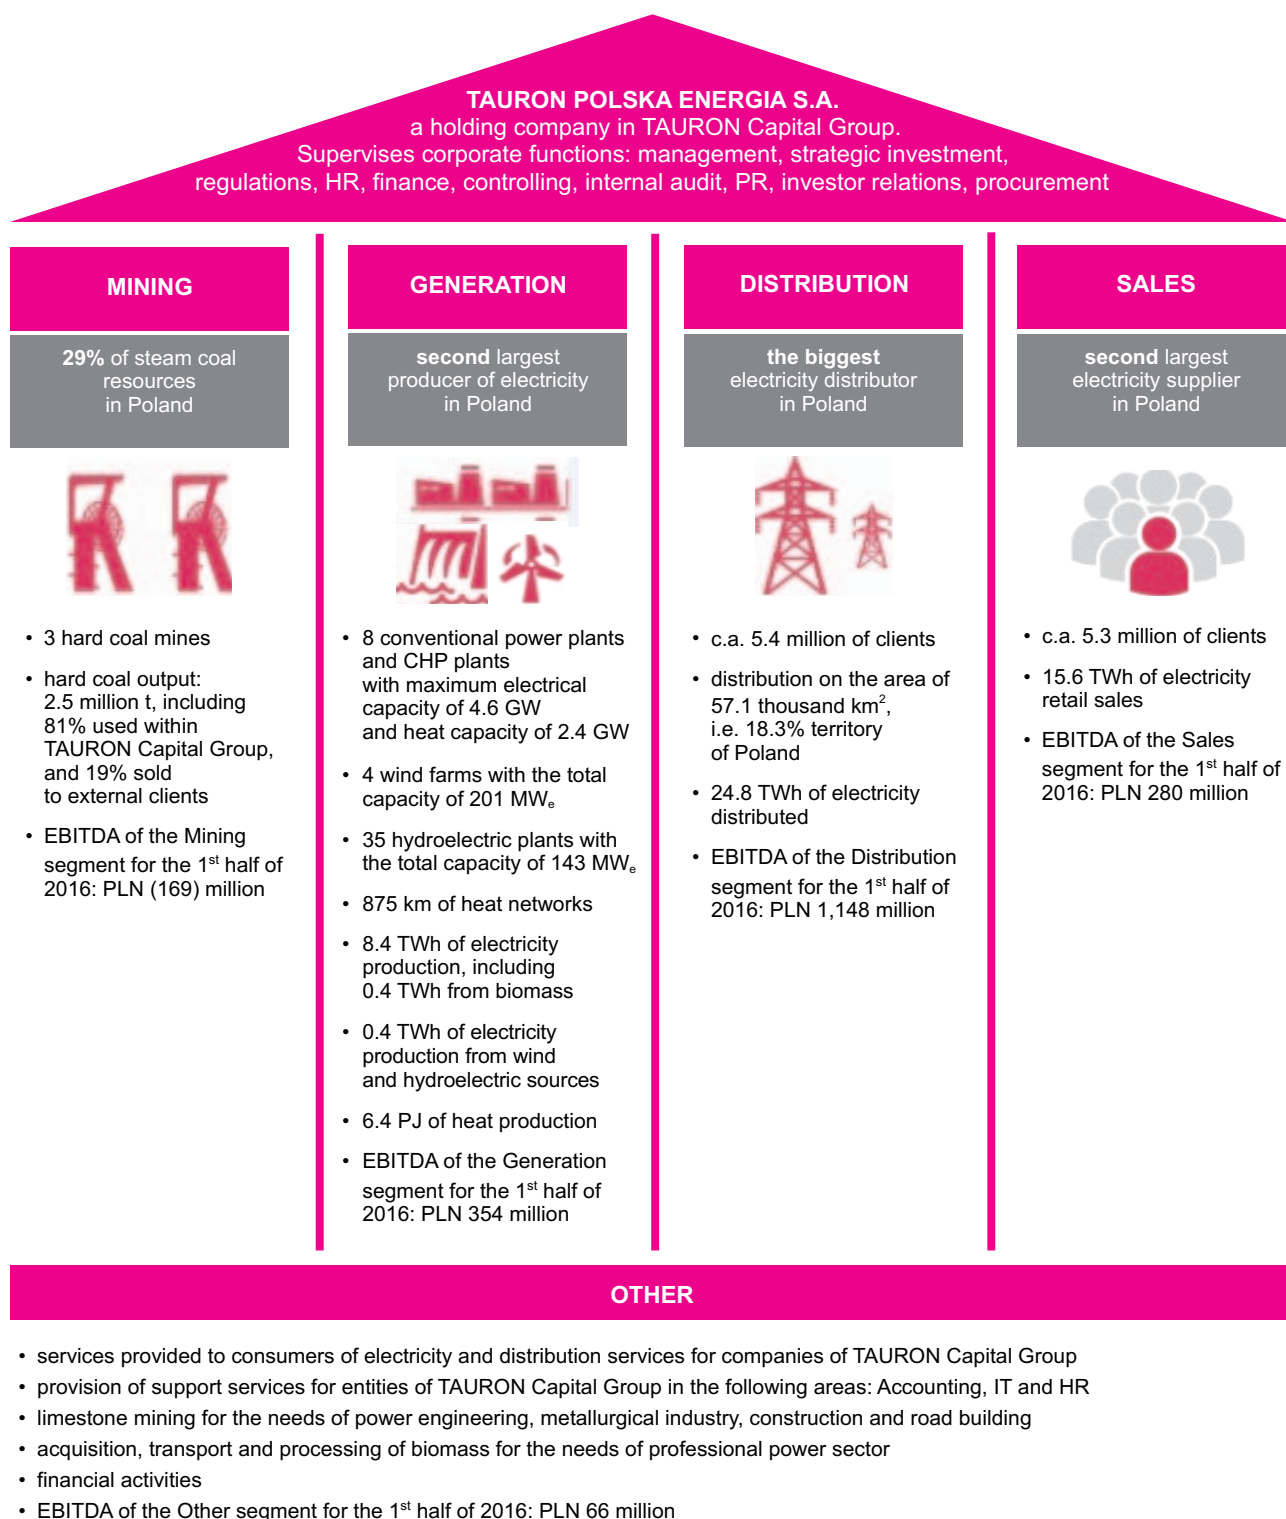 TAURON POLSKA ENERGIA S.A.
a holding company in TAURON Capital Group.
Supervises corporate functions: management, strategic investment,
regulations, HR, finance, controlling, internal audit, PR, investor relations, procurement
MINING
29% of steam coal
resources
in Poland
• 3 hard coal mines
• hard coal output:
2.5 million t, including
81% used within
TAURON Capital Group,
and 19% sold
to external clients
• EBITDA of the Mining
segment for the 1st half of
2016: PLN (169) million
GENERATION
second largest
producer of electricity
in Poland
• 8 conventional power plants
and CHP plants
with maximum electrical
capacity of 4.6 GW
and heat capacity of 2.4 GW
• 4 wind farms with the total
capacity of 201 MWe
• 35 hydroelectric plants with
the total capacity of 143 MWe
• 875 km of heat networks
• 8.4 TWh of electricity
production, including
0.4 TWh from biomass
• 0.4 TWh of electricity
production from wind
and hydroelectric sources
• 6.4 PJ of heat production
• EBITDA of the Generation
segment for the 1st half of
2016: PLN 354 million
DISTRIBUTION
the biggest
electricity distributor
in Poland
• c.a. 5.4 million of clients
• distribution on the area of
57.1 thousand km²,
i.e. 18.3% territory
of Poland
• 24.8 TWh of electricity
distributed
• EBITDA of the Distribution
segment for the 1st half of
2016: PLN 1,148 million
SALES
second largest
electricity supplier
in Poland
• c.a. 5.3 million of clients
• 15.6 TWh of electricity
retail sales
• EBITDA of the Sales
segment for the 1st half of
2016: PLN 280 million
OTHER
• services provided to consumers of electricity and distribution services for companies of TAURON Capital Group
• provision of support services for entities of TAURON Capital Group in the following areas: Accounting, IT and HR
• limestone mining for the needs of power engineering, metallurgical industry, construction and road building
• acquisition, transport and processing of biomass for the needs of professional power sector
• financial activities
• EBITDA of the Other segment for the 1st half of 2016: PLN 66 million